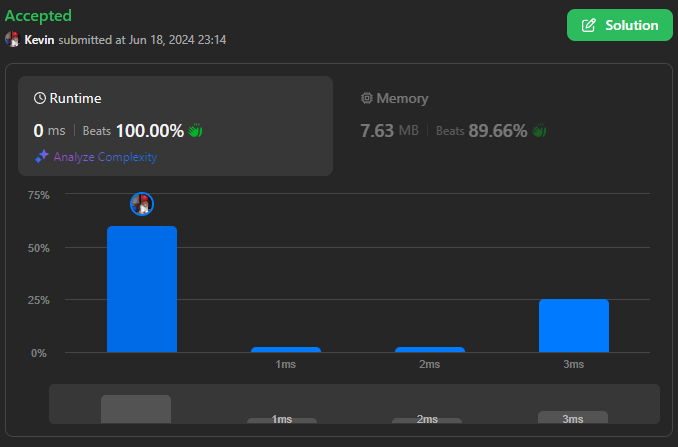 Accepted
Kevin submitted at Jun 18, 2024 23:14
Solution
Runtime
0 ms | Beats 100.00%
Analyze Complexity
Memory
7.63 MB | Beats 89.66%
75%
50%
25%
0%
1ms 2ms 3ms
1ms 2ms 3ms